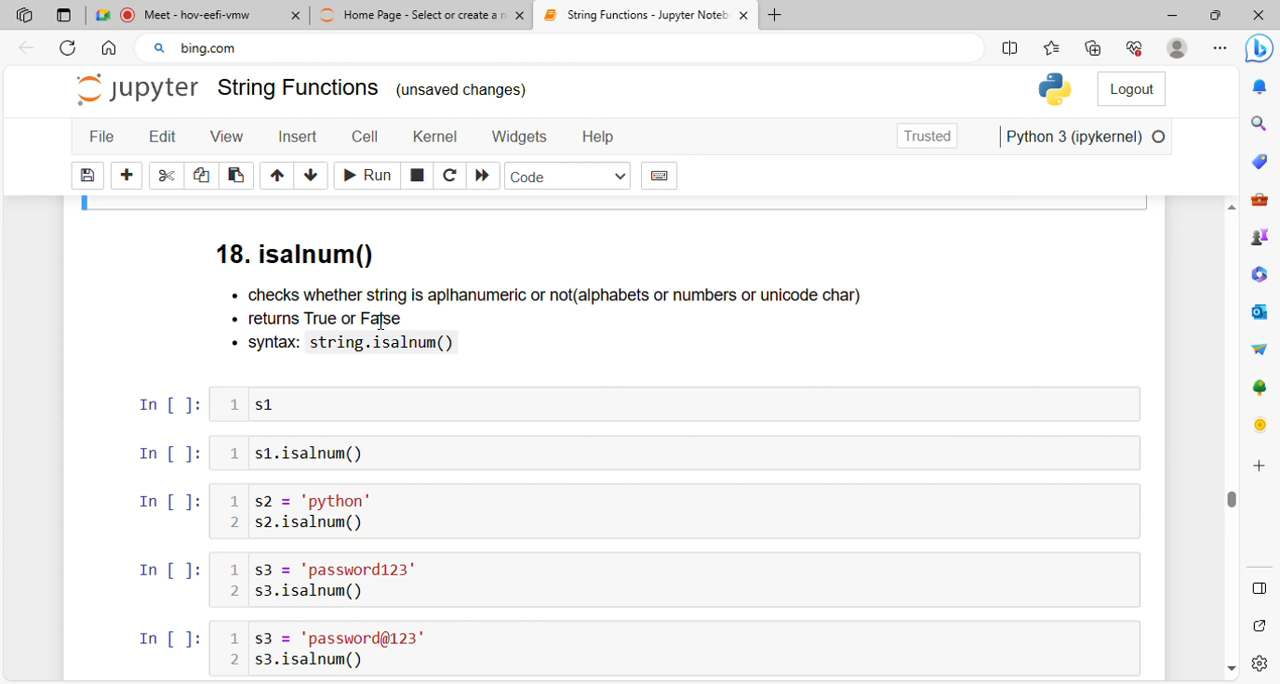 Meet - hov-eefi-vmw
Home Page - Select or create a n
String Functions - Jupyter Noteb
bing.com
jupyter String Functions (unsaved changes)
Logout
File Edit View Insert Cell Kernel Widgets Help
Trusted
Python 3 (ipykernel)
Run
Code
18. isalnum()
• checks whether string is aplhanumeric or not(alphabets or numbers or unicode char)
• returns True or False
• syntax: string.isalnum()
In [ ]: 1 s1
In [ ]: 1 s1.isalnum()
In [ ]: 1 s2 = 'python'
2 s2.isalnum()
In [ ]: 1 s3 = 'password123'
2 s3.isalnum()
In [ ]: 1 s3 = 'password@123'
2 s3.isalnum()